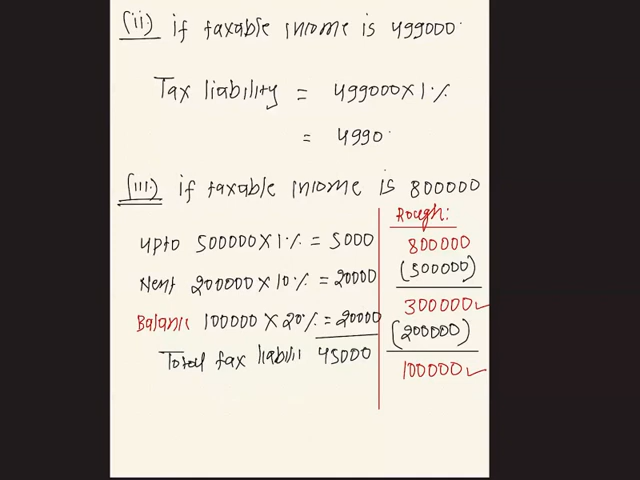 (ii) if taxable income is 499000.
Tax liability = 499000 X 1%
= 4990.
(iii) if taxable income is 800000
Rough:
upto 500000 X 1% = 5000
Next 200000 X 10% = 20000
Balanc 100000 X 20% = 20000
Total tax liabili 45000
800000
(500000)
300000 ✓
(200000)
100000 ✓